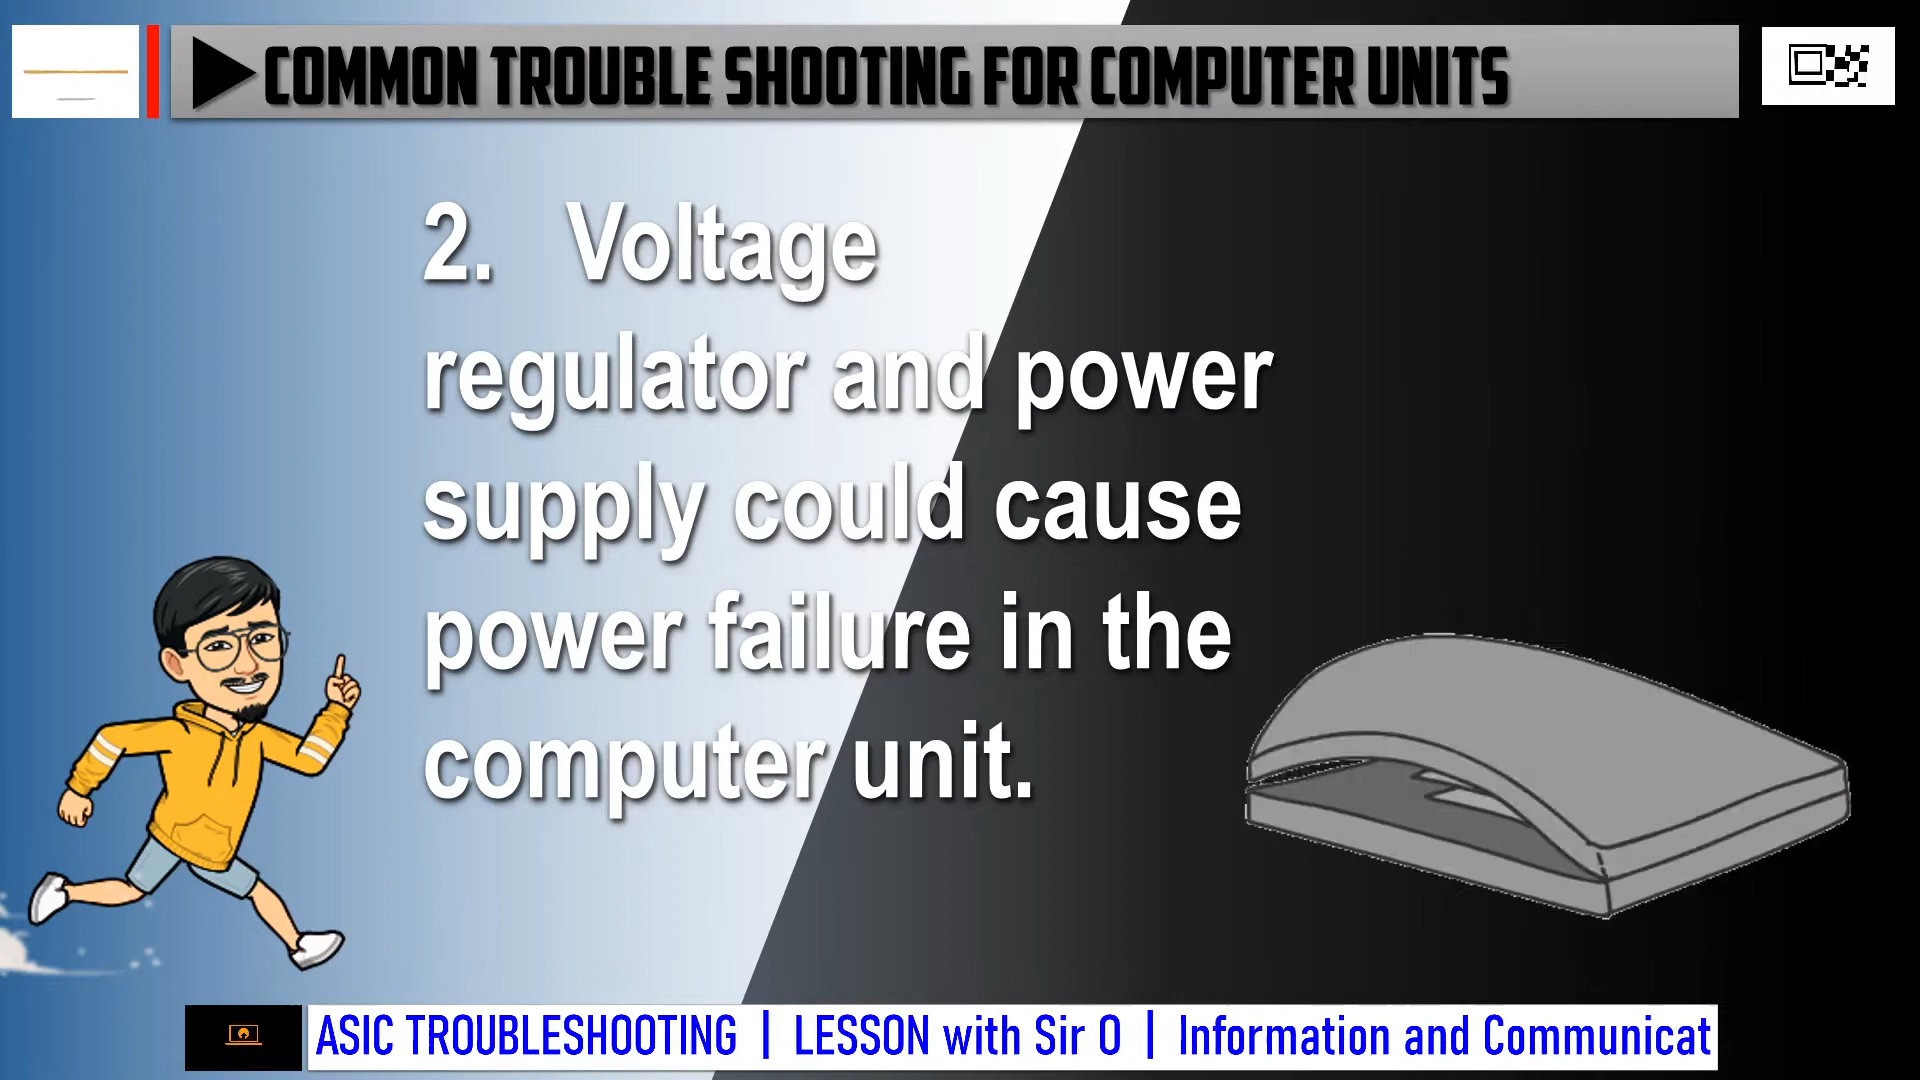 COMMON TROUBLE SHOOTING FOR COMPUTER UNITS
2. Voltage
regulator and power
supply could cause
power failure in the
computer unit.
ASIC TROUBLESHOOTING | LESSON with Sir O | Information and Communicat